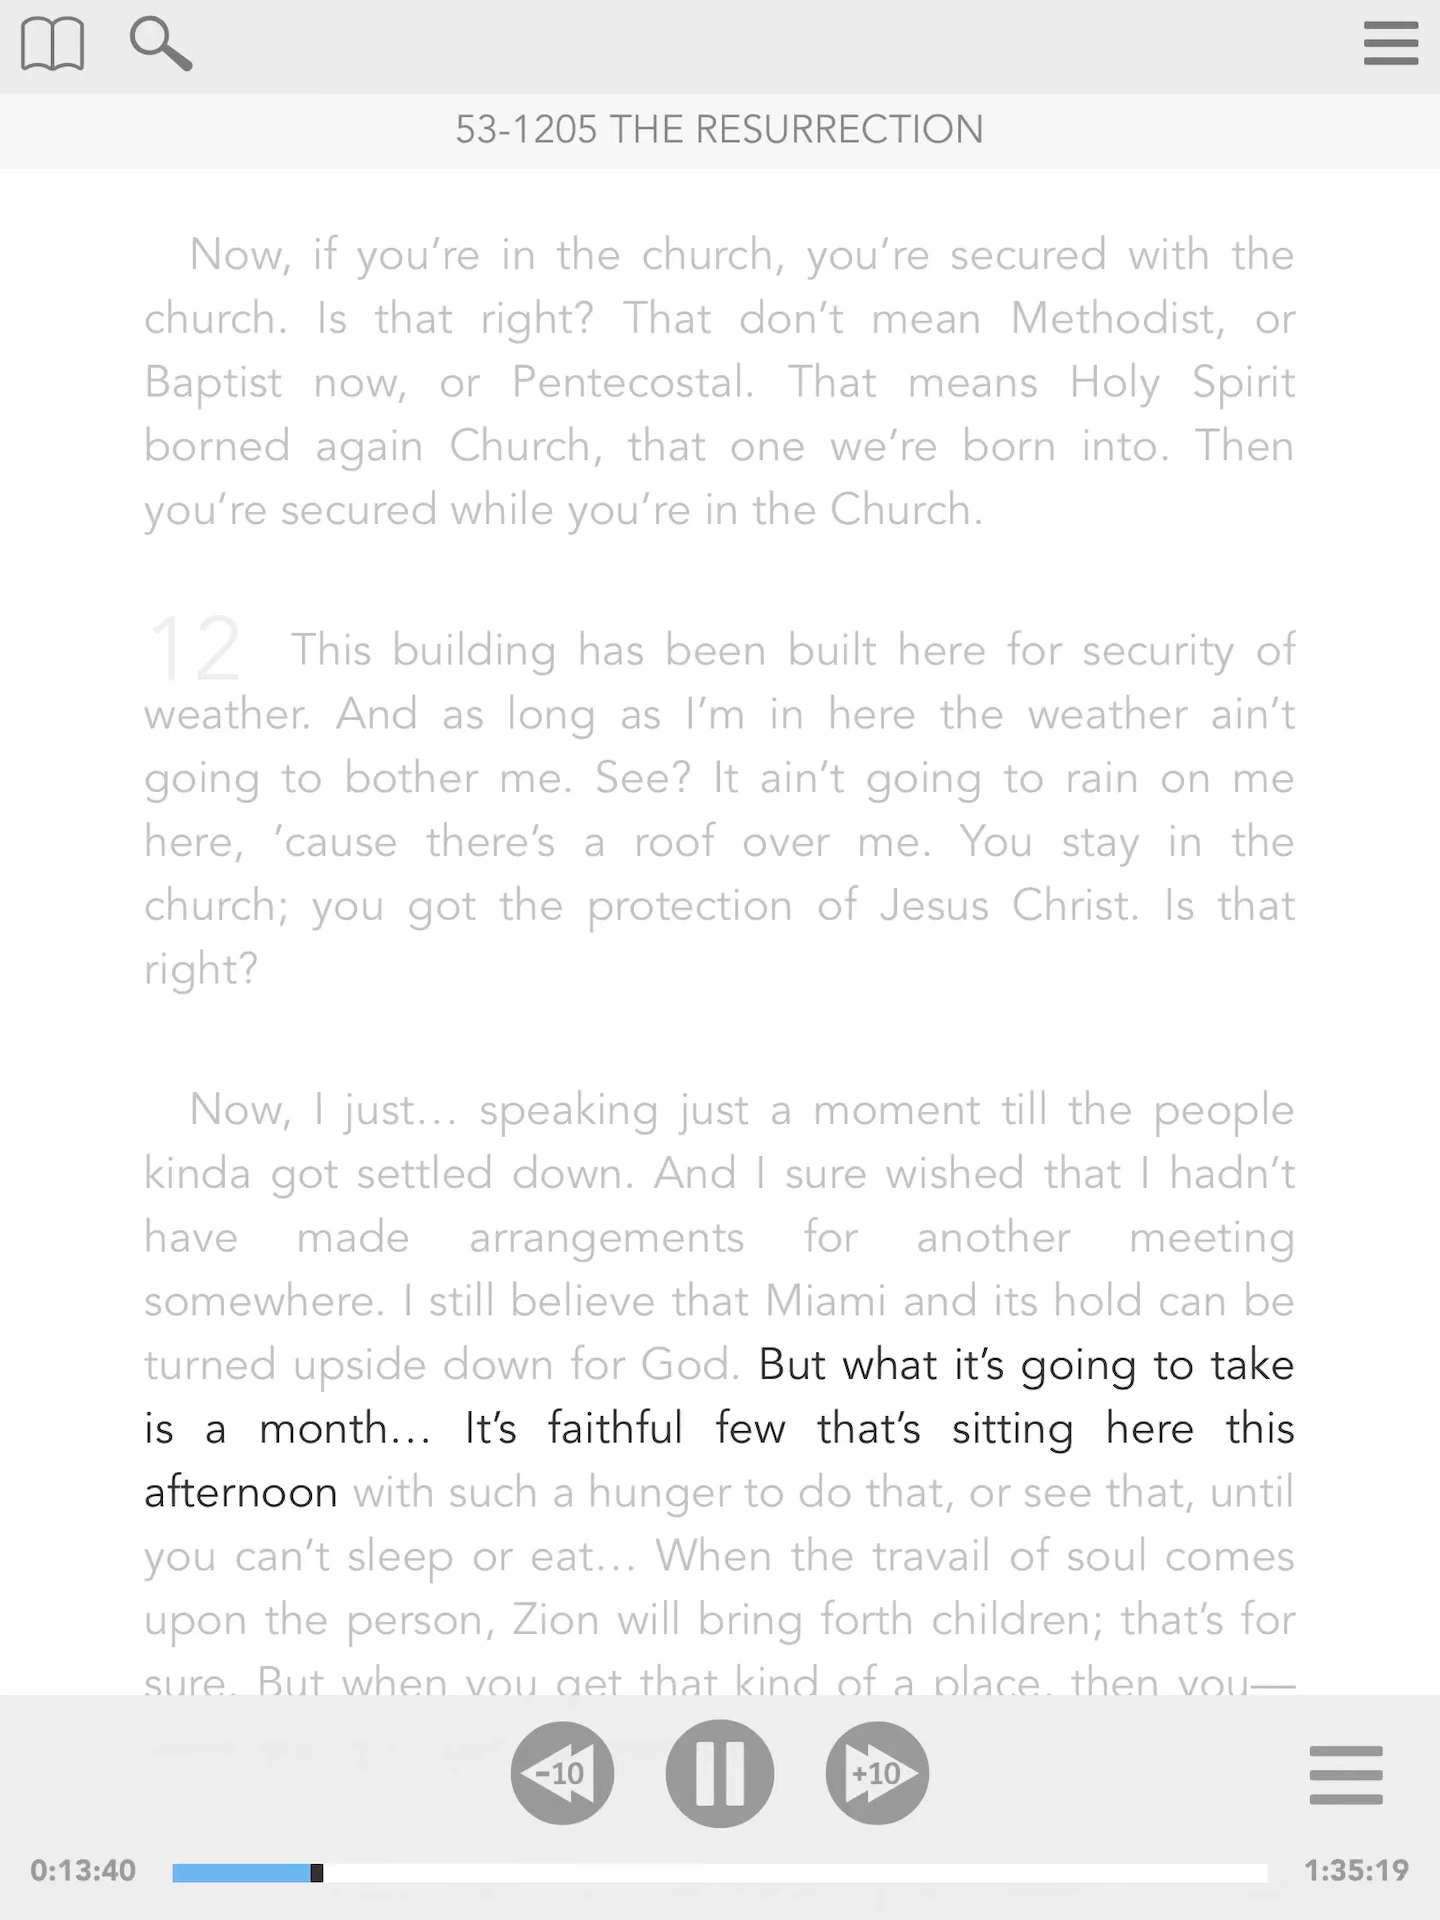 53-1205 THE RESURRECTION
Now, if you’re in the church, you’re secured with the
church. Is that right? That don’t mean Methodist, or
Baptist now, or Pentecostal. That means Holy Spirit
borned again Church, that one we’re born into. Then
you’re secured while you’re in the Church.
12 This building has been built here for security of
weather. And as long as I’m in here the weather ain’t
going to bother me. See? It ain’t going to rain on me
here, ’cause there’s a roof over me. You stay in the
church; you got the protection of Jesus Christ. Is that
right?
Now, I just… speaking just a moment till the people
kinda got settled down. And I sure wished that I hadn’t
have made arrangements for another meeting
somewhere. I still believe that Miami and its hold can be
turned upside down for God. But what it’s going to take
is a month… It’s faithful few that’s sitting here this
afternoon with such a hunger to do that, or see that, until
you can’t sleep or eat… When the travail of soul comes
upon the person, Zion will bring forth children; that’s for
sure. But when you get that kind of a place, then you—
-10 +10
0:13:40 1:35:19